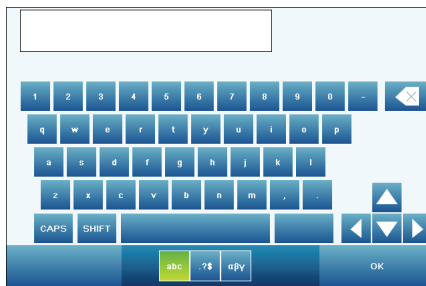 1 2 3 4 5 6 7 8 9 0 -
q w e r t y u i o p
a s d f g h j k l
z x c v b n m , .
CAPS SHIFT
abc .?$ αβγ OK